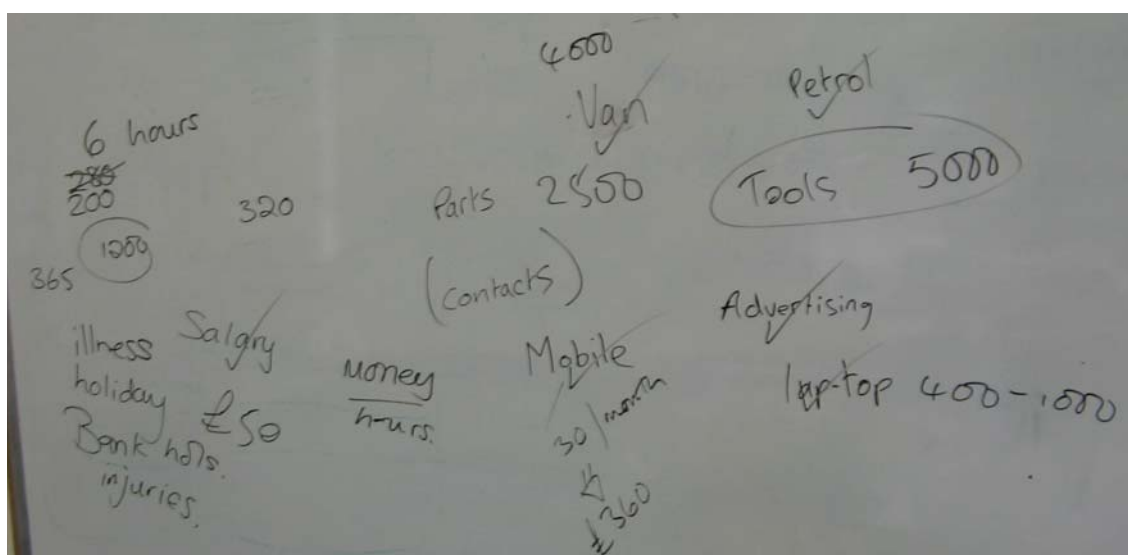 4000
Van
Petrol
6 hours
280
200
320
Parts 2500
Tools 5000
1200
365
(contacts)
Salary
Advertising
illness
holiday
Bank hols.
injuries.
£50
Money
hours.
Mobile
30/month
£360
lap-top 400-1000